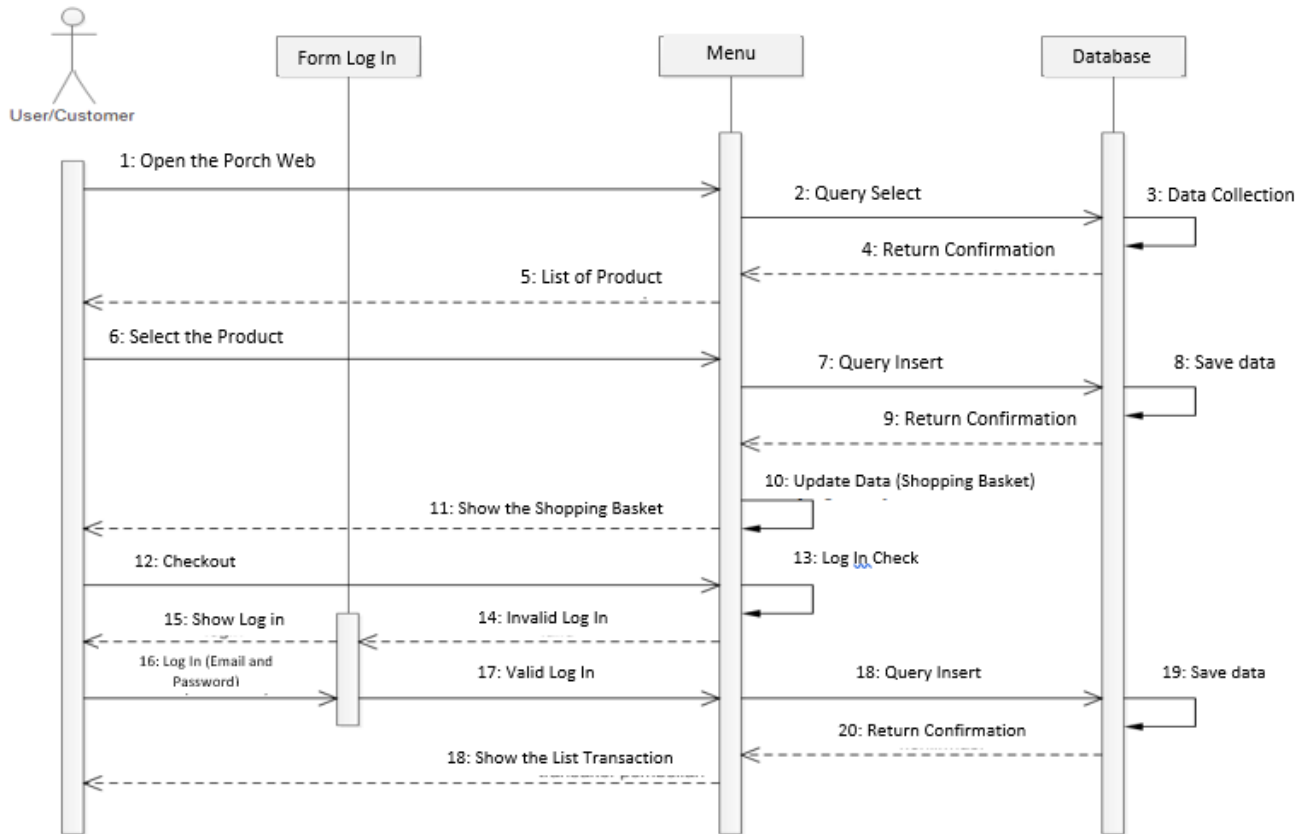 Form Log In
Menu
Database
User/Customer
1: Open the Porch Web
2: Query Select
3: Data Collection
4: Return Confirmation
5: List of Product
6: Select the Product
7: Query Insert
8: Save data
9: Return Confirmation
10: Update Data (Shopping Basket)
11: Show the Shopping Basket
12: Checkout
13: Log In Check
14: Invalid Log In
15: Show Log in
16: Log In (Email and
Password)
17: Valid Log In
18: Query Insert
19: Save data
20: Return Confirmation
18: Show the List Transaction